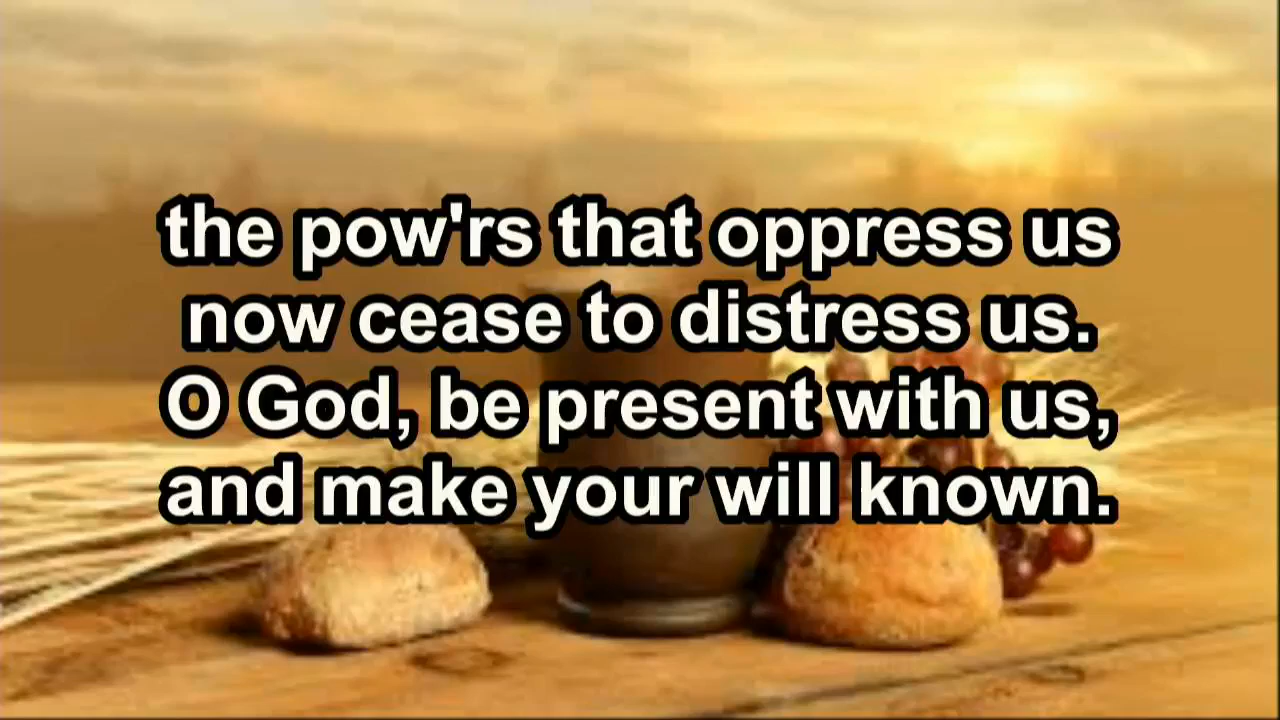 the pow'rs that oppress us
now cease to distress us.
O God, be present with us,
and make your will known.